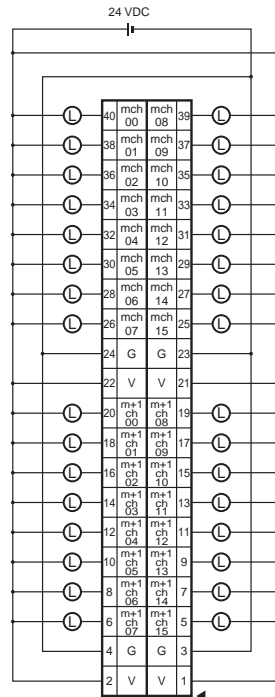 24 VDC
L 40 mch 00 mch 08 39 L
L 38 mch 01 mch 09 37 L
L 36 mch 02 mch 10 35 L
L 34 mch 03 mch 11 33 L
L 32 mch 04 mch 12 31 L
L 30 mch 05 mch 13 29 L
L 28 mch 06 mch 14 27 L
L 26 mch 07 mch 15 25 L
24 G G 23
22 V V 21
L 20 m+1 ch 00 m+1 ch 08 19 L
L 18 m+1 ch 01 m+1 ch 09 17 L
L 16 m+1 ch 02 m+1 ch 10 15 L
L 14 m+1 ch 03 m+1 ch 11 13 L
L 12 m+1 ch 04 m+1 ch 12 11 L
L 10 m+1 ch 05 m+1 ch 13 9 L
L 8 m+1 ch 06 m+1 ch 14 7 L
L 6 m+1 ch 07 m+1 ch 15 5 L
4 G G 3
2 V V 1